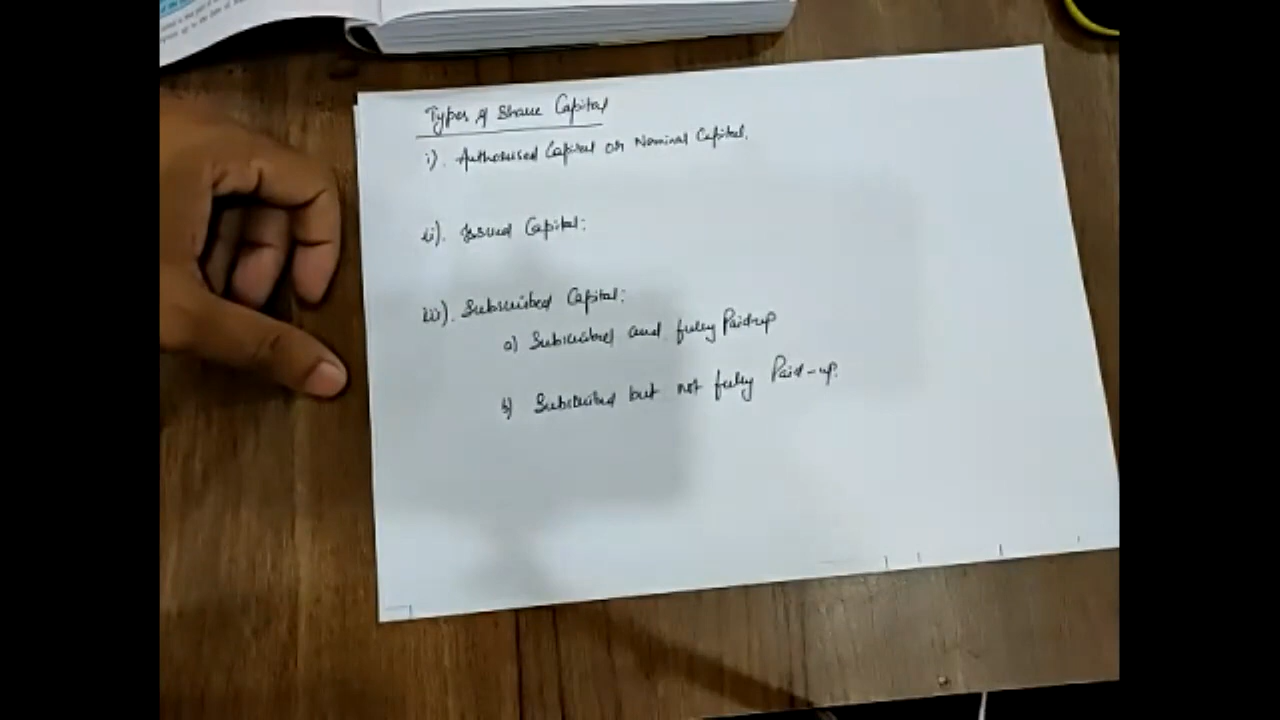 Types of Share Capital
i). Authorised Capital or Nominal Capital.
ii). Issued Capital:
iii). Subscribed Capital:
a) Subscribed and fully Paid-up
b) Subscribed but not fully Paid-up.